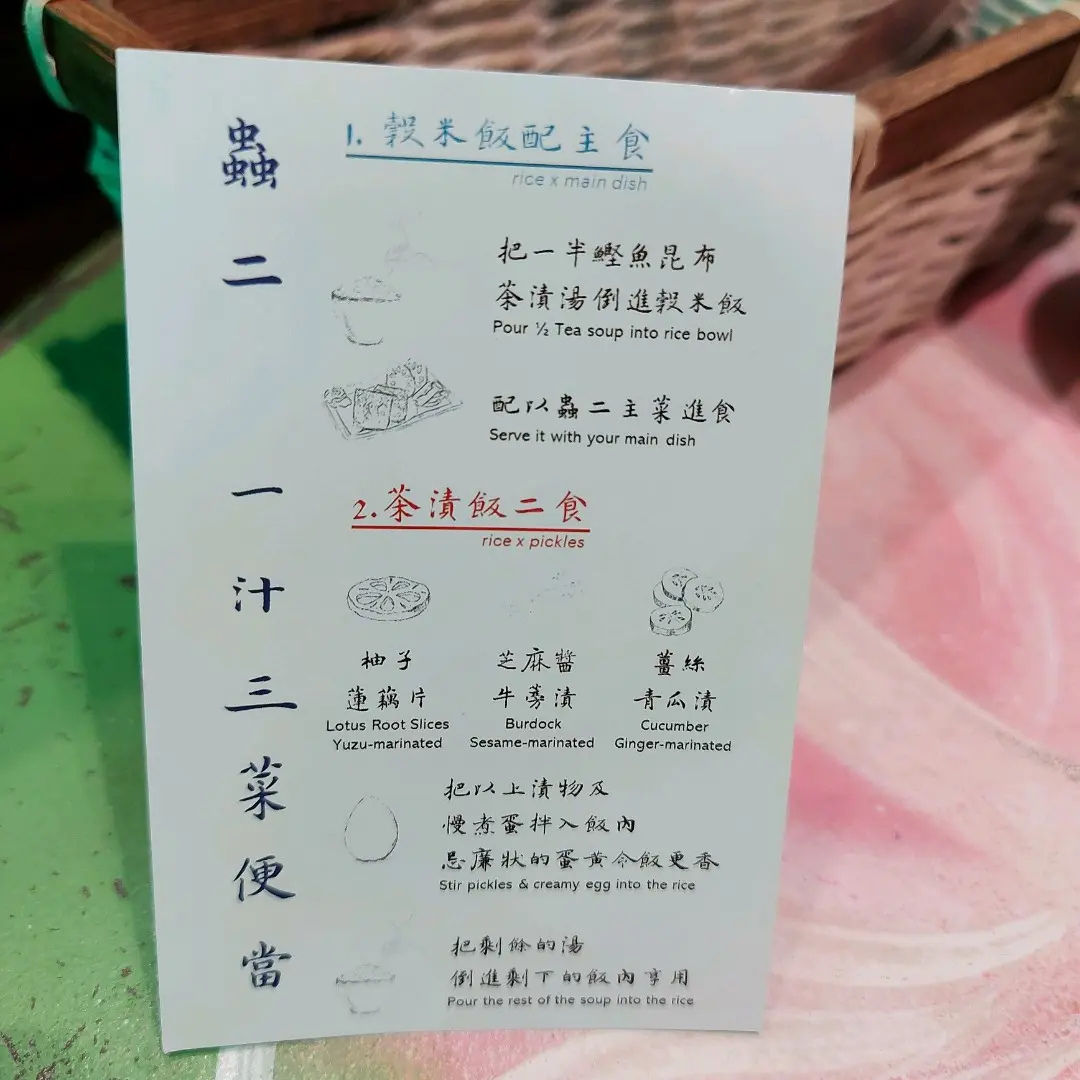 蟲二 一汁三菜便當
1. 穀米飯配主食
rice x main dish
把一半鰹魚昆布
茶漬湯倒進穀米飯
Pour ½ Tea soup into rice bowl
配以蟲二主菜進食
Serve it with your main dish
2. 茶漬飯二食
rice x pickles
柚子
蓮藕片
Lotus Root Slices
Yuzu-marinated
芝麻醬
牛蒡漬
Burdock
Sesame-marinated
薑絲
青瓜漬
Cucumber
Ginger-marinated
把以上漬物及
慢煮蛋拌入飯內
忌廉狀的蛋黃令飯更香
Stir pickles & creamy egg into the rice
把剩餘的湯
倒進剩下的飯內享用
Pour the rest of the soup into the rice